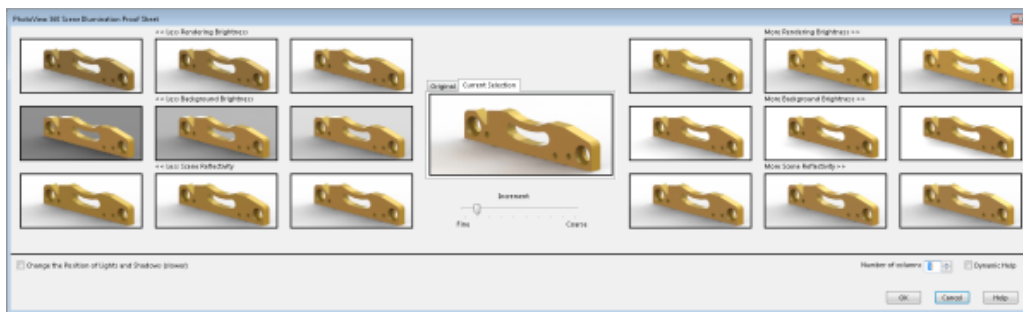 PhotoView 360 Scene Illumination Proof Sheet
<< Less Rendering Brightness
More Rendering Brightness >>
Original
Current Selection
<< Less Background Brightness
More Background Brightness >>
<< Less Scene Reflectivity
More Scene Reflectivity >>
Increment
Fine
Coarse
Change the Position of Lights and Shadows (slower)
Number of columns
Dynamic Help
OK
Cancel
Help